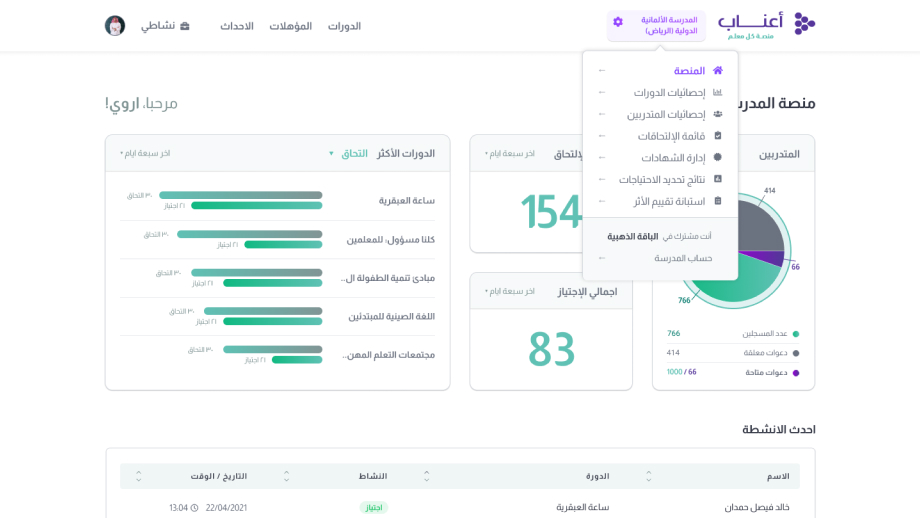 أعناب
منصة كل معلم
المدرسة الألمانية
الدولية (الرياض)
الدورات
المؤهلات
الاحداث
نشاطي
المنصة
إحصائيات الدورات
إحصائيات المتدربين
قائمة الإلتحاقات
إدارة الشهادات
نتائج تحديد الاحتياجات
استبانة تقييم الأثر
أنت مشترك في الباقة الذهبية
حساب المدرسة
منصة المدر
مرحبا، اروي!
المتدربين
414
66
766
عدد المسجلين 766
دعوات معلقة 414
دعوات متاحة 66 / 1000
اخر سبعة ايام
154
اجمالي الإجتياز
اخر سبعة ايام
83
الدورات الأكثر التحاق
اخر سبعة ايام
ساعة العبقرية
٣٠ التحاق
٢١ اجتياز
كلنا مسؤول: للمعلمين
٣٠ التحاق
٢١ اجتياز
مبادئ تنمية الطفولة ال..
٣٠ التحاق
٢١ اجتياز
اللغة الصينية للمبتدئين
٣٠ التحاق
٢١ اجتياز
مجتمعات التعلم المهن..
٣٠ التحاق
٢١ اجتياز
احدث الانشطة
الاسم
الدورة
النشاط
التاريخ / الوقت
خالد فيصل حمدان
ساعة العبقرية
اجتياز
22/04/2021
13:04